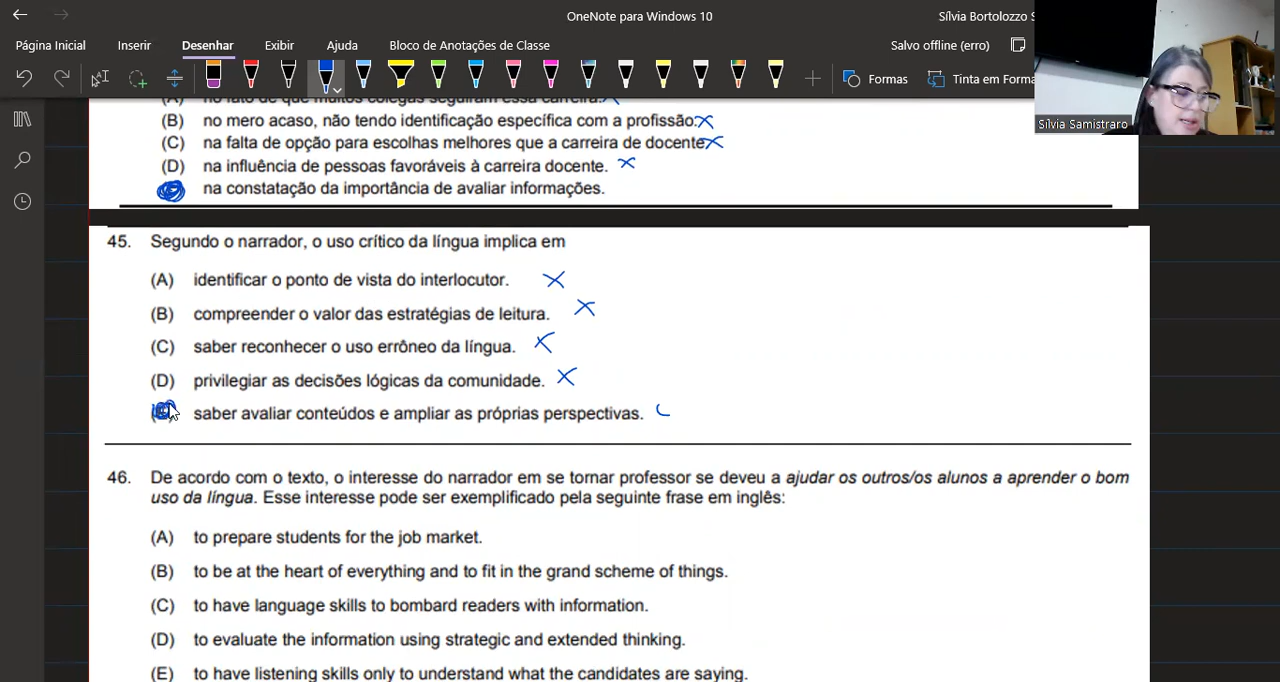 OneNote para Windows 10
Sílvia Bortolozzo S
Página Inicial Inserir Desenhar Exibir Ajuda Bloco de Anotações de Classe Salvo offline (erro)
Formas Tinta em Forma
Sílvia Samistraro
(A) no fato de que muitos colegas seguiram essa carreira.
(B) no mero acaso, não tendo identificação específica com a profissão.
(C) na falta de opção para escolhas melhores que a carreira de docente
(D) na influência de pessoas favoráveis à carreira docente.
na constatação da importância de avaliar informações.
45. Segundo o narrador, o uso crítico da língua implica em
(A) identificar o ponto de vista do interlocutor.
(B) compreender o valor das estratégias de leitura.
(C) saber reconhecer o uso errôneo da língua.
(D) privilegiar as decisões lógicas da comunidade.
saber avaliar conteúdos e ampliar as próprias perspectivas.
46. De acordo com o texto, o interesse do narrador em se tornar professor se deveu a ajudar os outros/os alunos a aprender o bom
uso da língua. Esse interesse pode ser exemplificado pela seguinte frase em inglês:
(A) to prepare students for the job market.
(B) to be at the heart of everything and to fit in the grand scheme of things.
(C) to have language skills to bombard readers with information.
(D) to evaluate the information using strategic and extended thinking.
(E) to have listening skills only to understand what the candidates are saying.